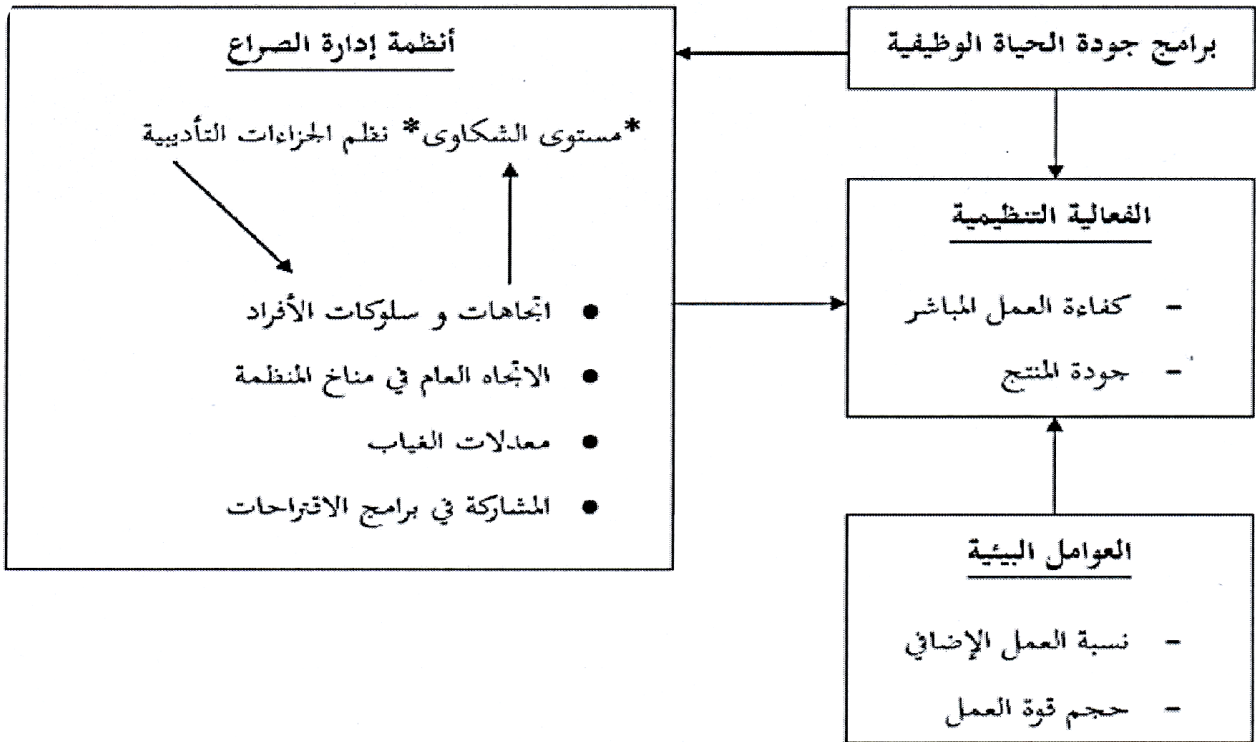 برامج جودة الحياة الوظيفية
أنظمة إدارة الصراع
*مستوى الشكاوى* نظم الجزاءات التأديبية
● اتجاهات و سلوكات الأفراد
● الاتجاه العام في مناخ المنظمة
● معدلات الغياب
● المشاركة في برامج الاقتراحات
الفعالية التنظيمية
- كفاءة العمل المباشر
- جودة المنتج
العوامل البيئية
- نسبة العمل الإضافي
- حجم قوة العمل